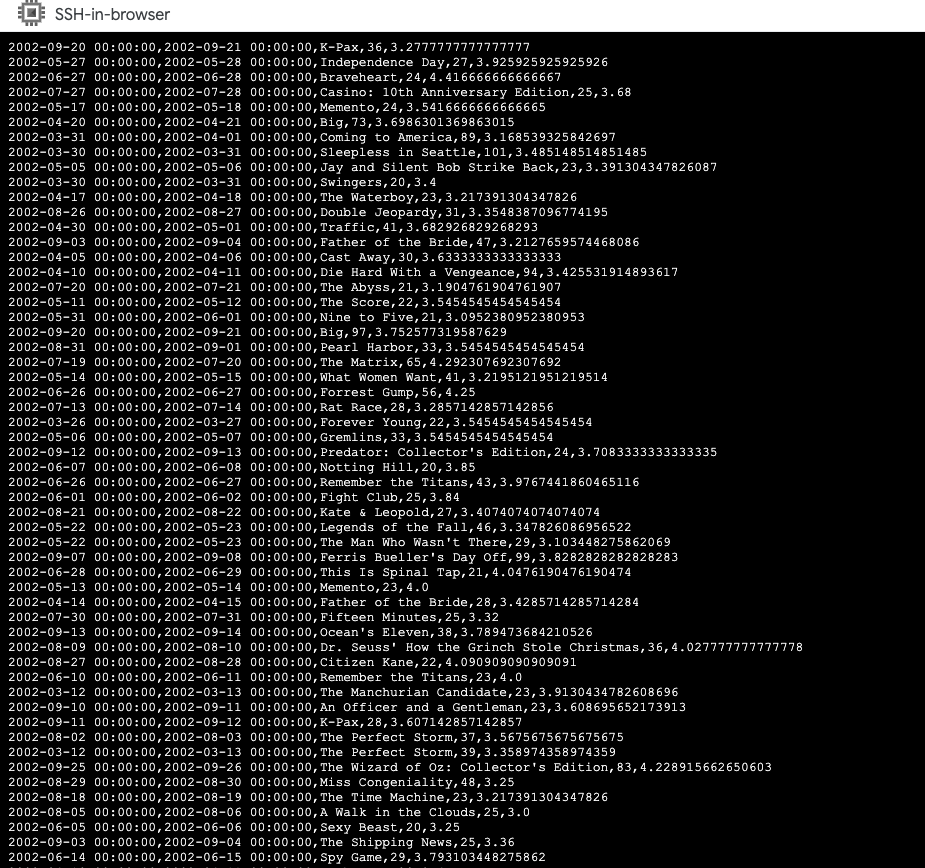 SSH-in-browser
2002-09-20 00:00:00,2002-09-21 00:00:00,K-Pax,36,3.2777777777777777
2002-05-27 00:00:00,2002-05-28 00:00:00,Independence Day,27,3.925925925925926
2002-06-27 00:00:00,2002-06-28 00:00:00,Braveheart,24,4.416666666666667
2002-07-27 00:00:00,2002-07-28 00:00:00,Casino: 10th Anniversary Edition,25,3.68
2002-05-17 00:00:00,2002-05-18 00:00:00,Memento,24,3.5416666666666665
2002-04-20 00:00:00,2002-04-21 00:00:00,Big,73,3.6986301369863015
2002-03-31 00:00:00,2002-04-01 00:00:00,Coming to America,89,3.168539325842697
2002-03-30 00:00:00,2002-03-31 00:00:00,Sleepless in Seattle,101,3.485148514851485
2002-05-05 00:00:00,2002-05-06 00:00:00,Jay and Silent Bob Strike Back,23,3.391304347826087
2002-03-30 00:00:00,2002-03-31 00:00:00,Swingers,20,3.4
2002-04-17 00:00:00,2002-04-18 00:00:00,The Waterboy,23,3.217391304347826
2002-08-26 00:00:00,2002-08-27 00:00:00,Double Jeopardy,31,3.3548387096774195
2002-04-30 00:00:00,2002-05-01 00:00:00,Traffic,41,3.682926829268293
2002-09-03 00:00:00,2002-09-04 00:00:00,Father of the Bride,47,3.2127659574468086
2002-04-05 00:00:00,2002-04-06 00:00:00,Cast Away,30,3.6333333333333333
2002-04-10 00:00:00,2002-04-11 00:00:00,Die Hard With a Vengeance,94,3.425531914893617
2002-07-20 00:00:00,2002-07-21 00:00:00,The Abyss,21,3.1904761904761907
2002-05-11 00:00:00,2002-05-12 00:00:00,The Score,22,3.5454545454545454
2002-05-31 00:00:00,2002-06-01 00:00:00,Nine to Five,21,3.0952380952380953
2002-09-20 00:00:00,2002-09-21 00:00:00,Big,97,3.752577319587629
2002-08-31 00:00:00,2002-09-01 00:00:00,Pearl Harbor,33,3.5454545454545454
2002-07-19 00:00:00,2002-07-20 00:00:00,The Matrix,65,4.292307692307692
2002-05-14 00:00:00,2002-05-15 00:00:00,What Women Want,41,3.2195121951219514
2002-06-26 00:00:00,2002-06-27 00:00:00,Forrest Gump,56,4.25
2002-07-13 00:00:00,2002-07-14 00:00:00,Rat Race,28,3.2857142857142856
2002-03-26 00:00:00,2002-03-27 00:00:00,Forever Young,22,3.5454545454545454
2002-05-06 00:00:00,2002-05-07 00:00:00,Gremlins,33,3.5454545454545454
2002-09-12 00:00:00,2002-09-13 00:00:00,Predator: Collector's Edition,24,3.7083333333333335
2002-06-07 00:00:00,2002-06-08 00:00:00,Notting Hill,20,3.85
2002-06-26 00:00:00,2002-06-27 00:00:00,Remember the Titans,43,3.9767441860465116
2002-06-01 00:00:00,2002-06-02 00:00:00,Fight Club,25,3.84
2002-08-21 00:00:00,2002-08-22 00:00:00,Kate & Leopold,27,3.4074074074074074
2002-05-22 00:00:00,2002-05-23 00:00:00,Legends of the Fall,46,3.347826086956522
2002-05-22 00:00:00,2002-05-23 00:00:00,The Man Who Wasn't There,29,3.103448275862069
2002-09-07 00:00:00,2002-09-08 00:00:00,Ferris Bueller's Day Off,99,3.8282828282828283
2002-06-28 00:00:00,2002-06-29 00:00:00,This Is Spinal Tap,21,4.0476190476190474
2002-05-13 00:00:00,2002-05-14 00:00:00,Memento,23,4.0
2002-04-14 00:00:00,2002-04-15 00:00:00,Father of the Bride,28,3.4285714285714284
2002-07-30 00:00:00,2002-07-31 00:00:00,Fifteen Minutes,25,3.32
2002-09-13 00:00:00,2002-09-14 00:00:00,Ocean's Eleven,38,3.789473684210526
2002-08-09 00:00:00,2002-08-10 00:00:00,Dr. Seuss' How the Grinch Stole Christmas,36,4.027777777777778
2002-08-27 00:00:00,2002-08-28 00:00:00,Citizen Kane,22,4.090909090909091
2002-06-10 00:00:00,2002-06-11 00:00:00,Remember the Titans,23,4.0
2002-03-12 00:00:00,2002-03-13 00:00:00,The Manchurian Candidate,23,3.9130434782608696
2002-09-10 00:00:00,2002-09-11 00:00:00,An Officer and a Gentleman,23,3.608695652173913
2002-09-11 00:00:00,2002-09-12 00:00:00,K-Pax,28,3.607142857142857
2002-08-02 00:00:00,2002-08-03 00:00:00,The Perfect Storm,37,3.5675675675675675
2002-03-12 00:00:00,2002-03-13 00:00:00,The Perfect Storm,39,3.358974358974359
2002-09-25 00:00:00,2002-09-26 00:00:00,The Wizard of Oz: Collector's Edition,83,4.228915662650603
2002-08-29 00:00:00,2002-08-30 00:00:00,Miss Congeniality,48,3.25
2002-08-18 00:00:00,2002-08-19 00:00:00,The Time Machine,23,3.217391304347826
2002-08-05 00:00:00,2002-08-06 00:00:00,A Walk in the Clouds,25,3.0
2002-06-05 00:00:00,2002-06-06 00:00:00,Sexy Beast,20,3.25
2002-09-03 00:00:00,2002-09-04 00:00:00,The Shipping News,25,3.36
2002-06-14 00:00:00,2002-06-15 00:00:00,Spy Game,29,3.793103448275862